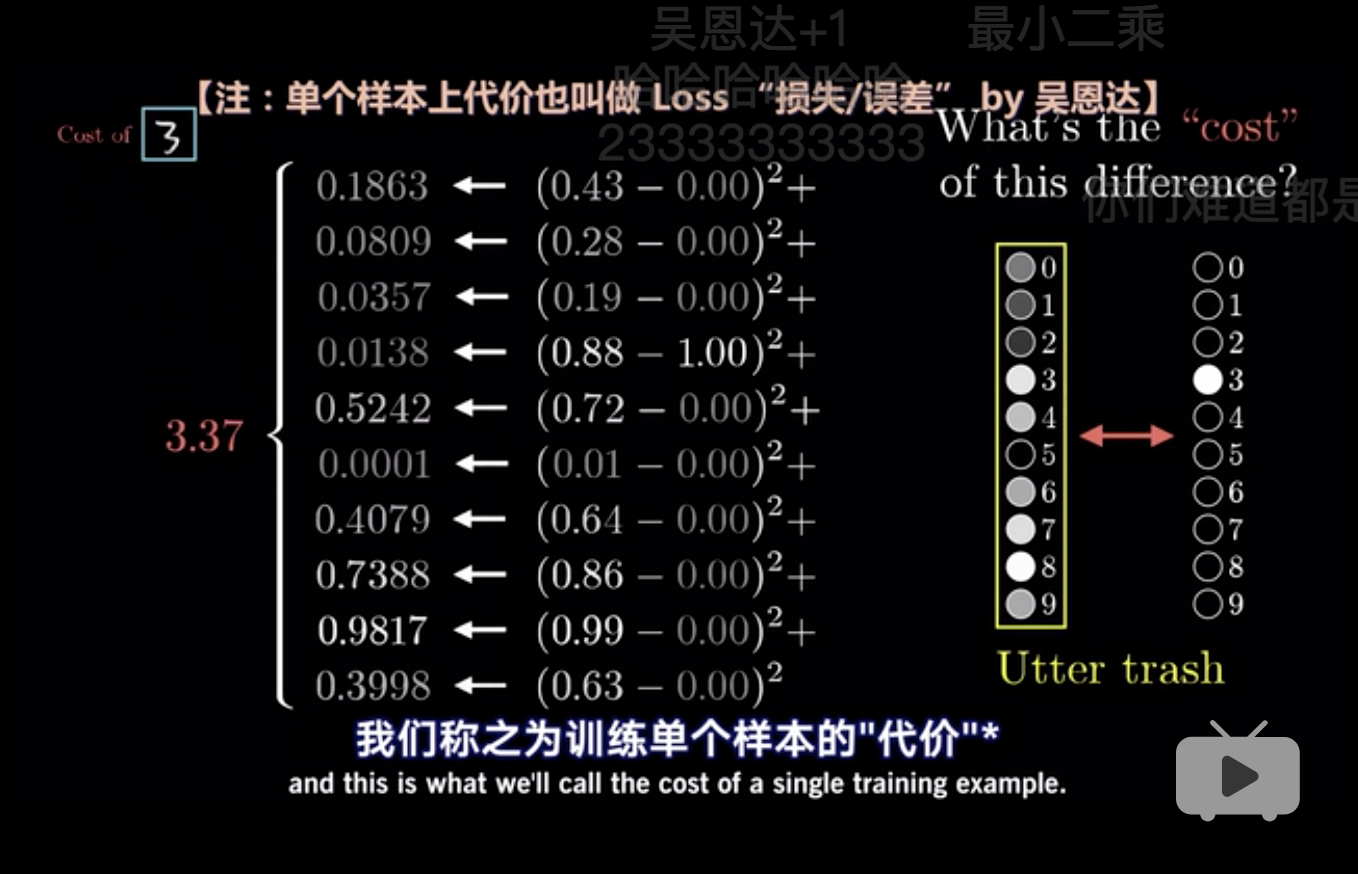 吴恩达+1 最小二乘
哈哈哈哈哈哈
【注：单个样本上代价也叫做 Loss “损失/误差” by 吴恩达】
23333333333
Cost of 3
What's the “cost”
of this difference?
你们难道都是
0.1863 ← (0.43 − 0.00)²+
0.0809 ← (0.28 − 0.00)²+
0.0357 ← (0.19 − 0.00)²+
0.0138 ← (0.88 − 1.00)²+
0.5242 ← (0.72 − 0.00)²+
0.0001 ← (0.01 − 0.00)²+
0.4079 ← (0.64 − 0.00)²+
0.7388 ← (0.86 − 0.00)²+
0.9817 ← (0.99 − 0.00)²+
0.3998 ← (0.63 − 0.00)²
3.37
0 0
1 1
2 2
3 3
4 4
5 5
6 6
7 7
8 8
9 9
Utter trash
我们称之为训练单个样本的"代价"*
and this is what we'll call the cost of a single training example.